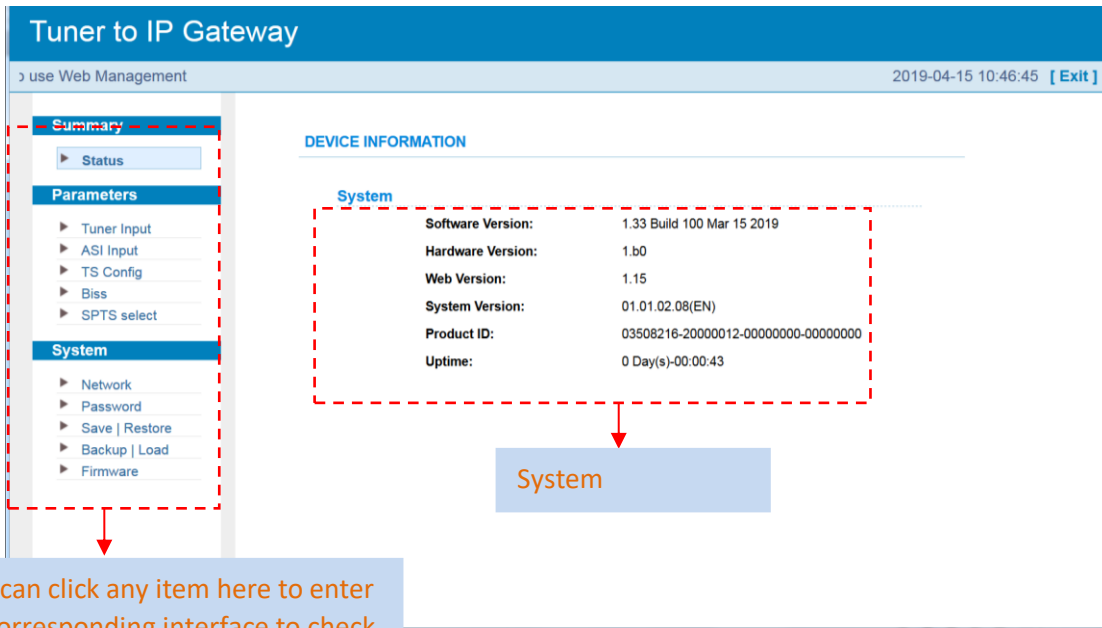 Tuner to IP Gateway
use Web Management
2019-04-15 10:46:45 [ Exit ]
Summary
Status
Parameters
Tuner Input
ASI Input
TS Config
Biss
SPTS select
System
Network
Password
Save | Restore
Backup | Load
Firmware
DEVICE INFORMATION
System
Software Version: 1.33 Build 100 Mar 15 2019
Hardware Version: 1.b0
Web Version: 1.15
System Version: 01.01.02.08(EN)
Product ID: 03508216-20000012-00000000-00000000
Uptime: 0 Day(s)-00:00:43
System
can click any item here to enter
orresponding interface to check